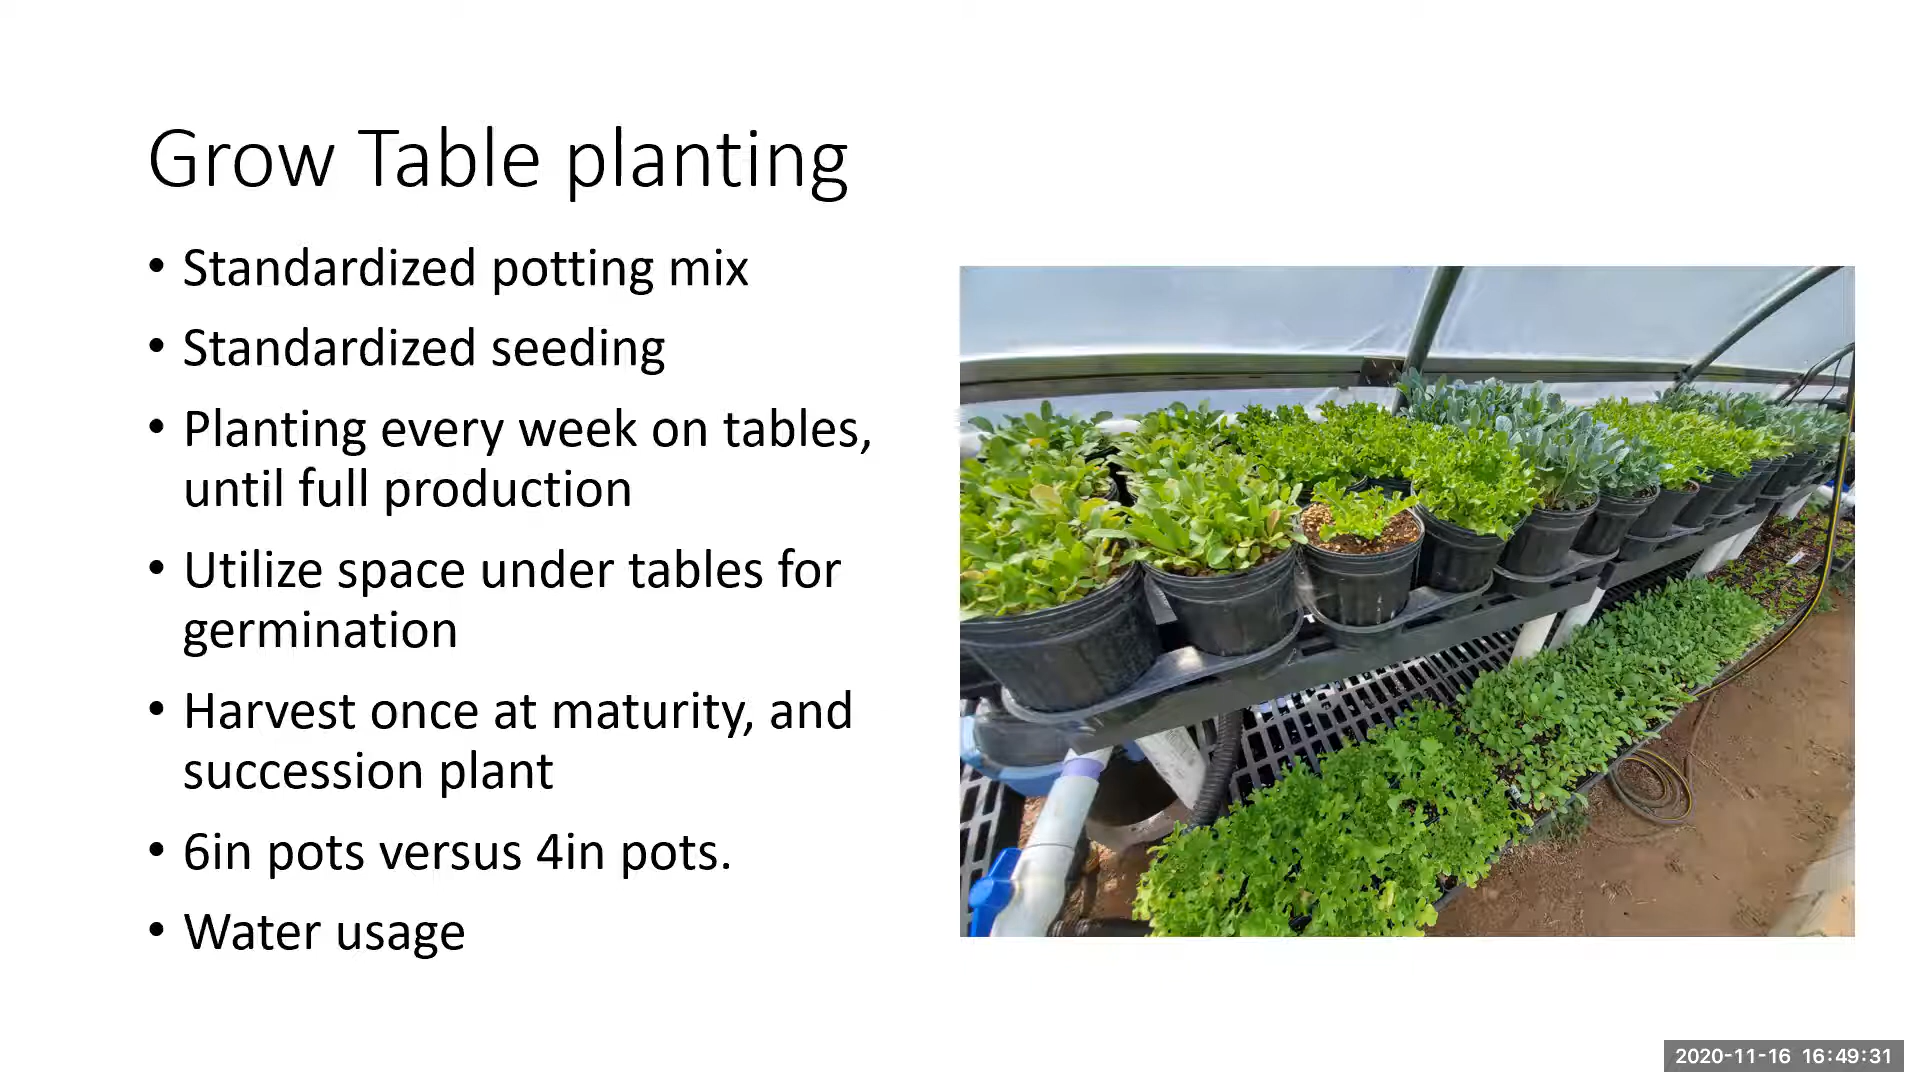 Grow Table planting
• Standardized potting mix
• Standardized seeding
• Planting every week on tables,
until full production
• Utilize space under tables for
germination
• Harvest once at maturity, and
succession plant
• 6in pots versus 4in pots.
• Water usage
2020-11-16 16:49:31